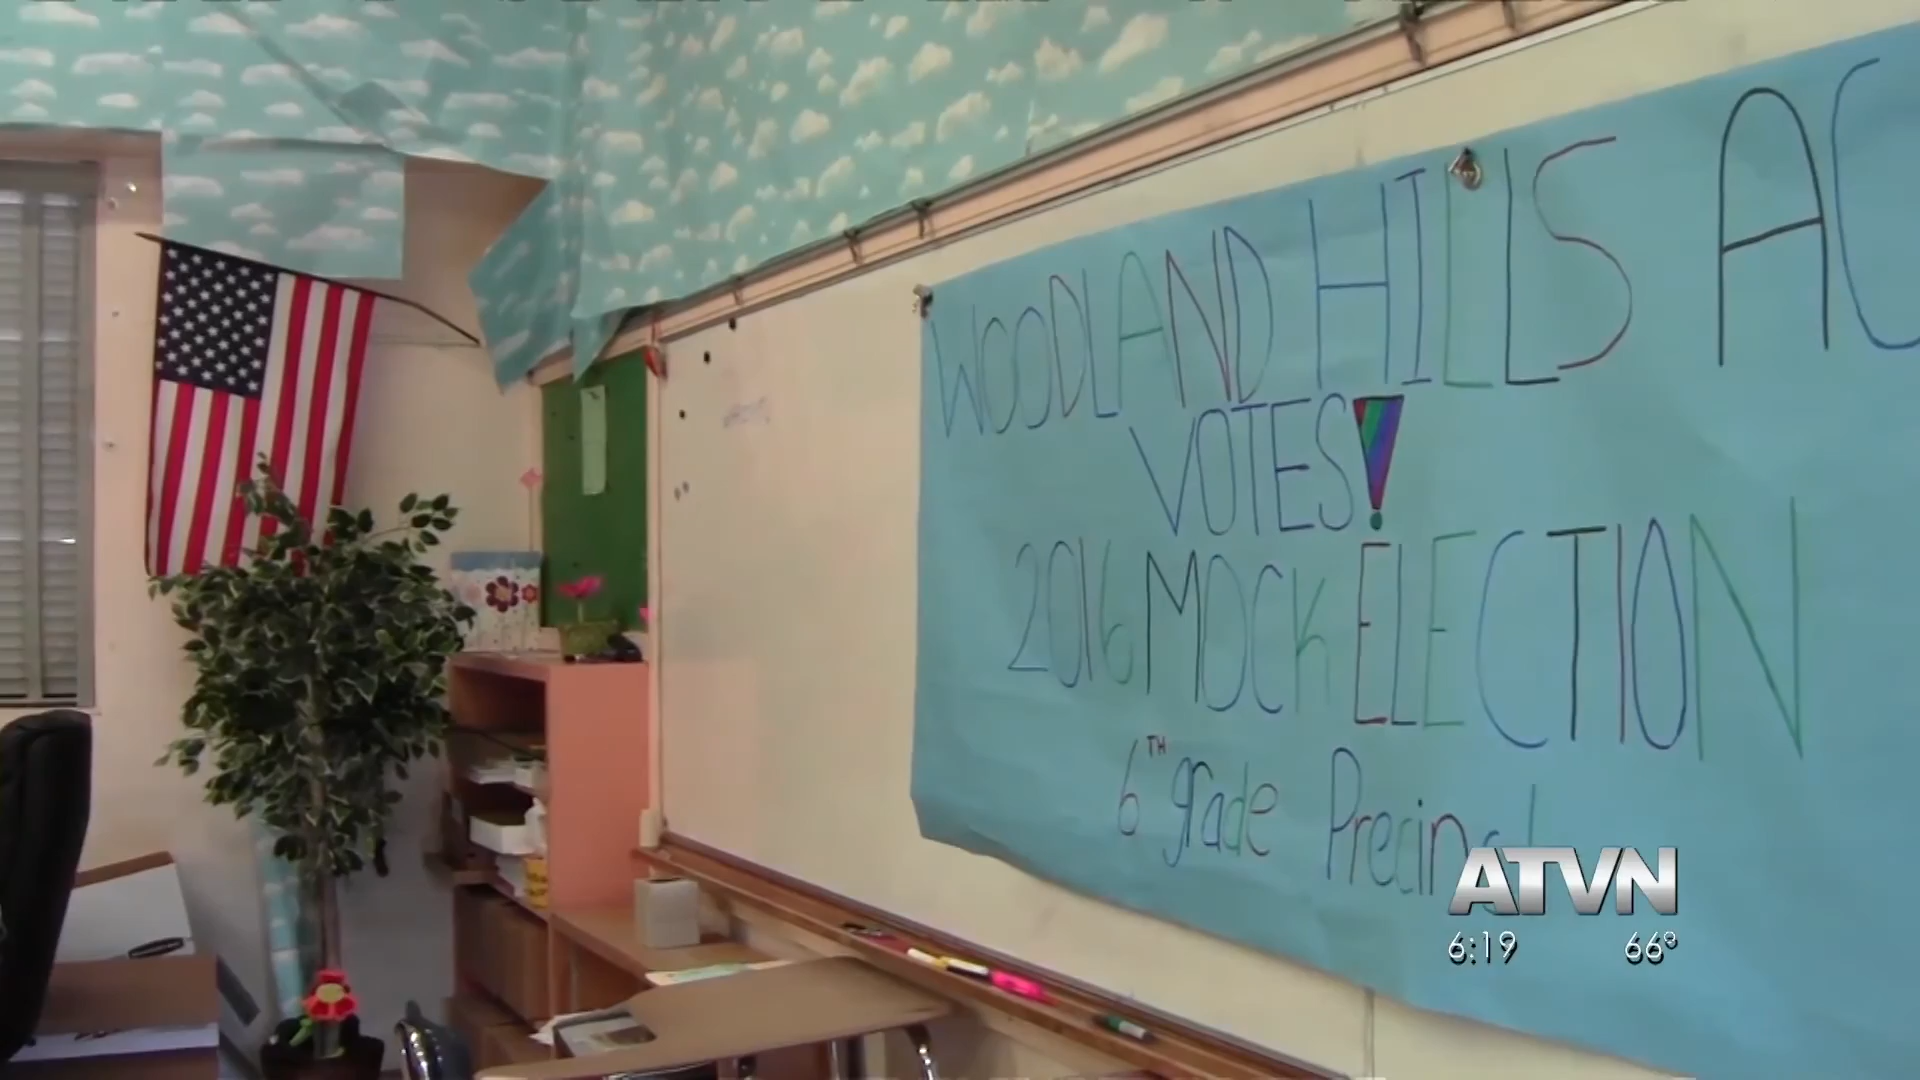 WOODLAND HILLS AC
VOTES!
2016 MOCK ELECTION
6TH grade Precinct
ATVN
6:19 66°